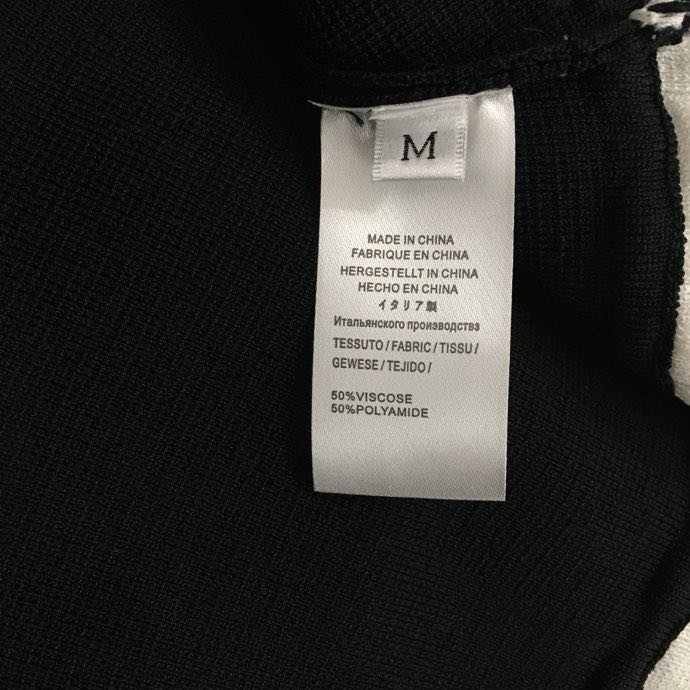 M
MADE IN CHINA
FABRIQUE EN CHINA
HERGESTELLT IN CHINA
HECHO EN CHINA
イタリア製
Итальянского производствз
TESSUTO / FABRIC / TISSU /
GEWESE / TEJIDO /
50%VISCOSE
50%POLYAMIDE